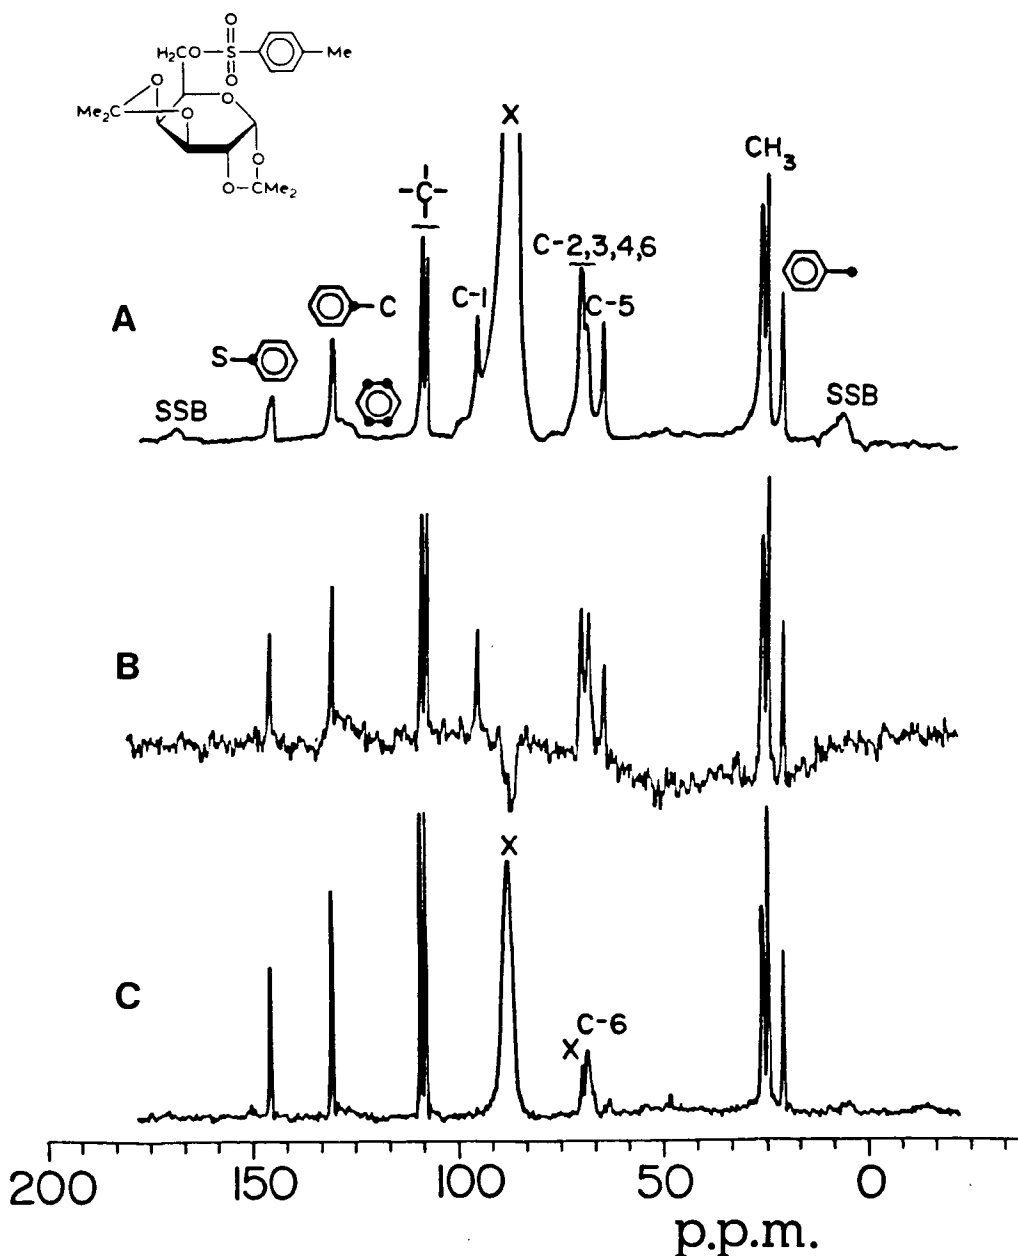 O
H₂CO S Me
O
O
O
Me₂C O
O
O CMe₂
X
CH₃
C
C-2,3,4,6
C-1
C-5
C
A
S
SSB
SSB
B
X
C
C-6
X
200 150 100 50 0
p.p.m.